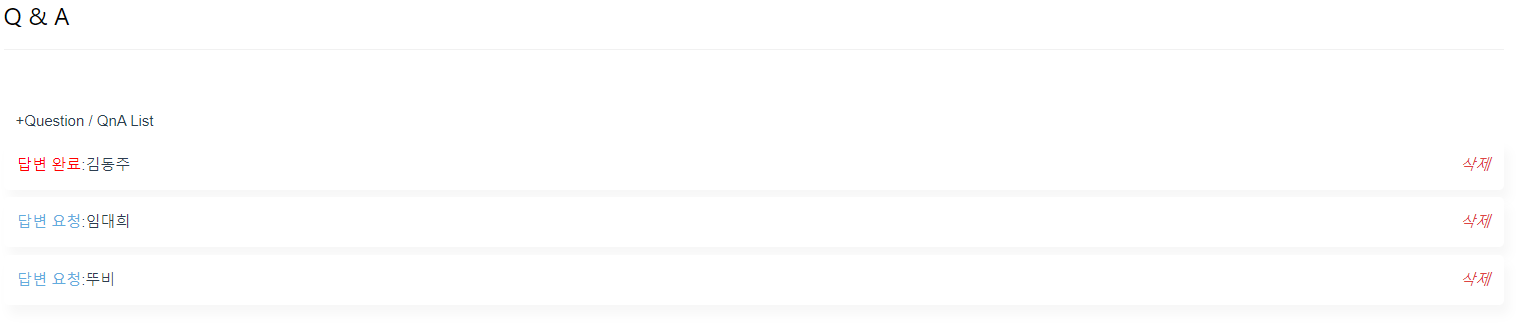 Q & A
+Question / QnA List
답변 완료:김동주 삭제
답변 요청:임대희 삭제
답변 요청:뚜비 삭제